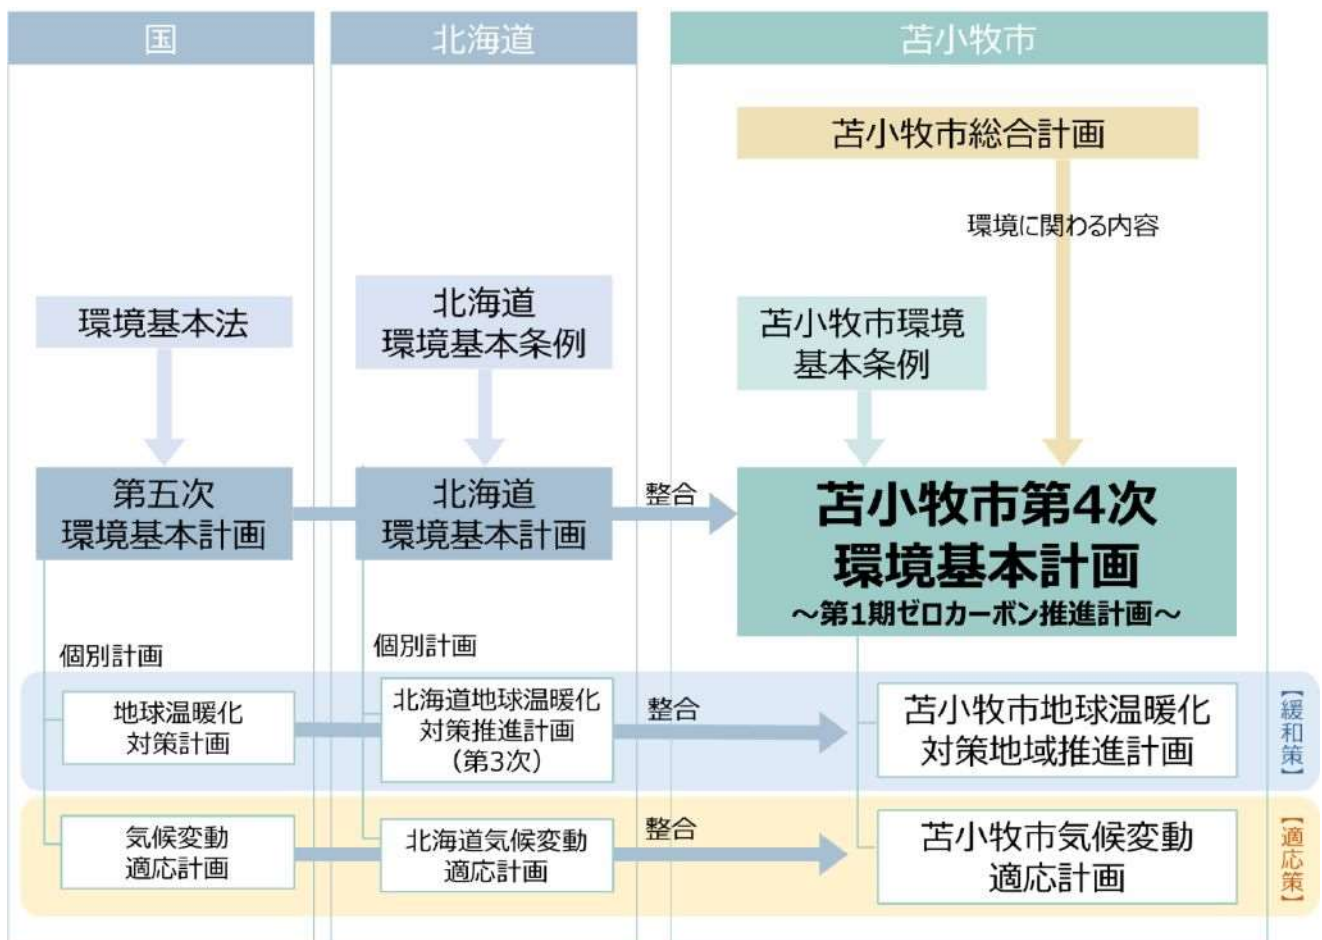 国
北海道
苫小牧市
苫小牧市総合計画
環境に関わる内容
環境基本法
北海道
環境基本条例
苫小牧市環境
基本条例
第五次
環境基本計画
北海道
環境基本計画
整合
苫小牧市第4次
環境基本計画
～第1期ゼロカーボン推進計画～
個別計画
個別計画
地球温暖化
対策計画
北海道地球温暖化
対策推進計画
（第3次）
整合
苫小牧市地球温暖化
対策地域推進計画
【緩和策】
気候変動
適応計画
北海道気候変動
適応計画
整合
苫小牧市気候変動
適応計画
【適応策】